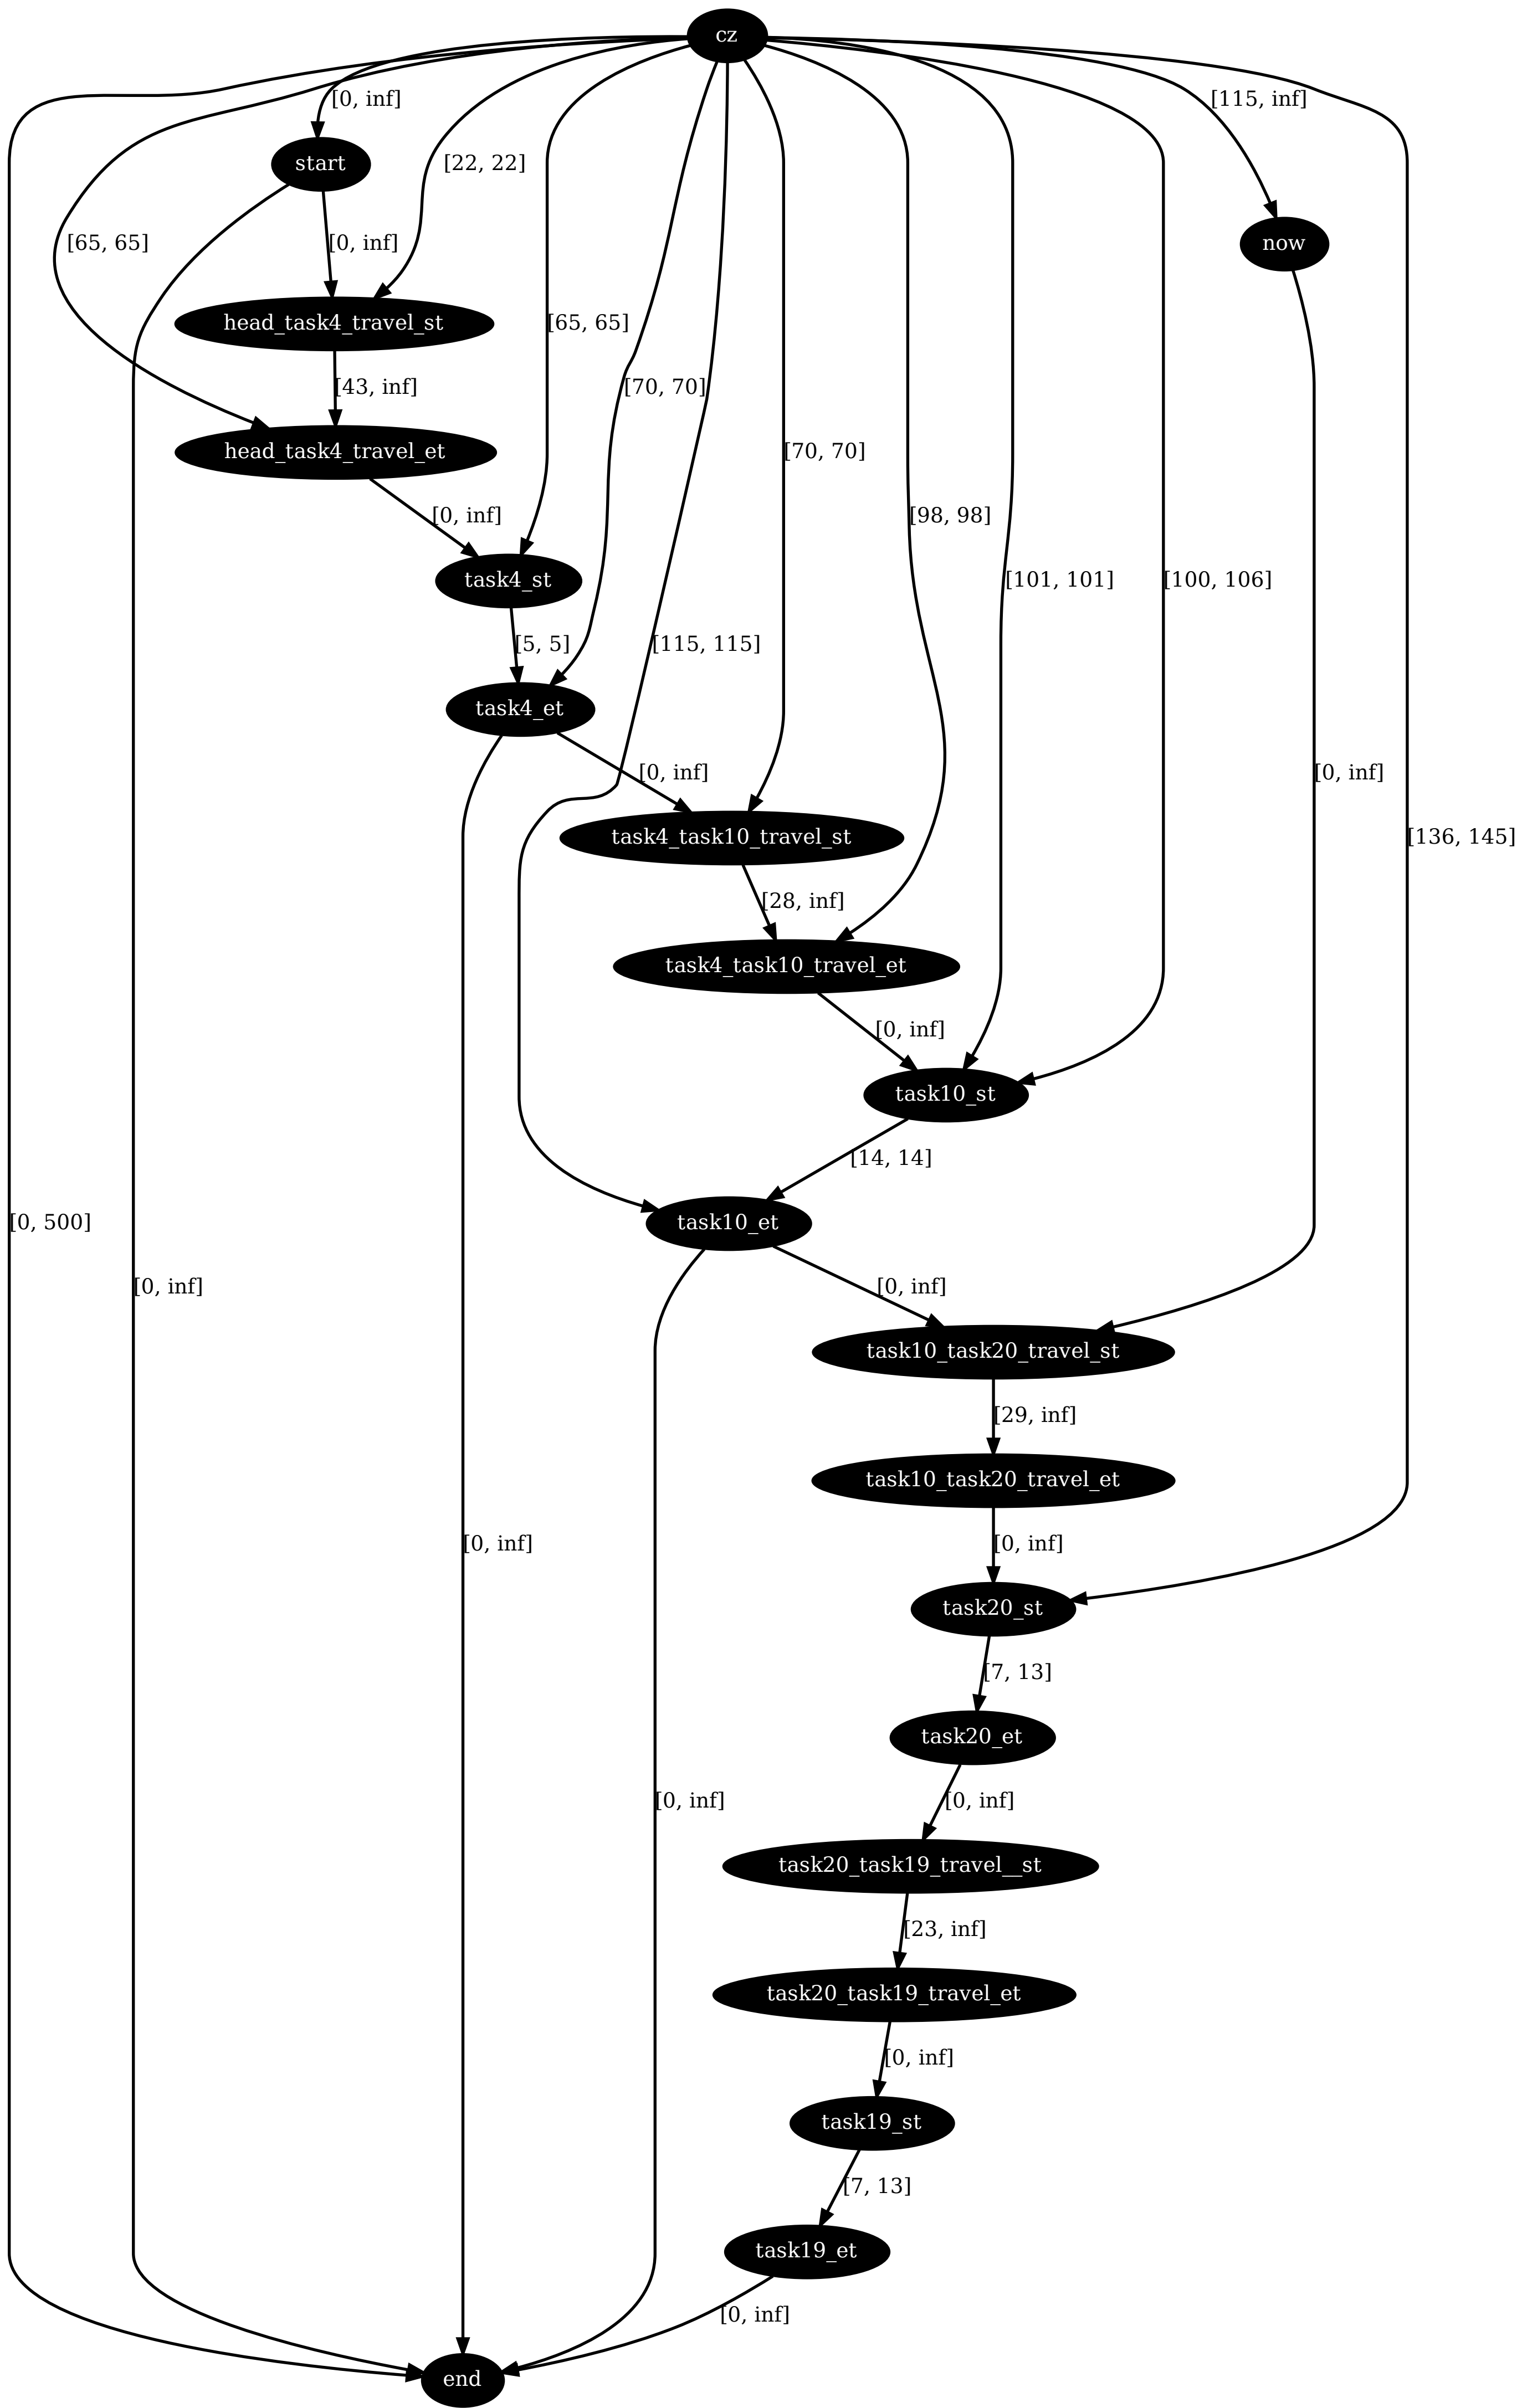 cz
[0, inf]
[115, inf]
start
[22, 22]
[65, 65]
[0, inf]
now
head_task4_travel_st
[65, 65]
[43, inf]
[70, 70]
head_task4_travel_et
[70, 70]
[0, inf]
[98, 98]
task4_st
[101, 101]
[100, 106]
[5, 5]
[115, 115]
task4_et
[0, inf]
[0, inf]
task4_task10_travel_st
[136, 145]
[28, inf]
task4_task10_travel_et
[0, inf]
task10_st
[14, 14]
[0, 500]
task10_et
[0, inf]
[0, inf]
task10_task20_travel_st
[29, inf]
task10_task20_travel_et
[0, inf]
[0, inf]
task20_st
[7, 13]
task20_et
[0, inf]
[0, inf]
task20_task19_travel__st
[23, inf]
task20_task19_travel_et
[0, inf]
task19_st
[7, 13]
task19_et
[0, inf]
end